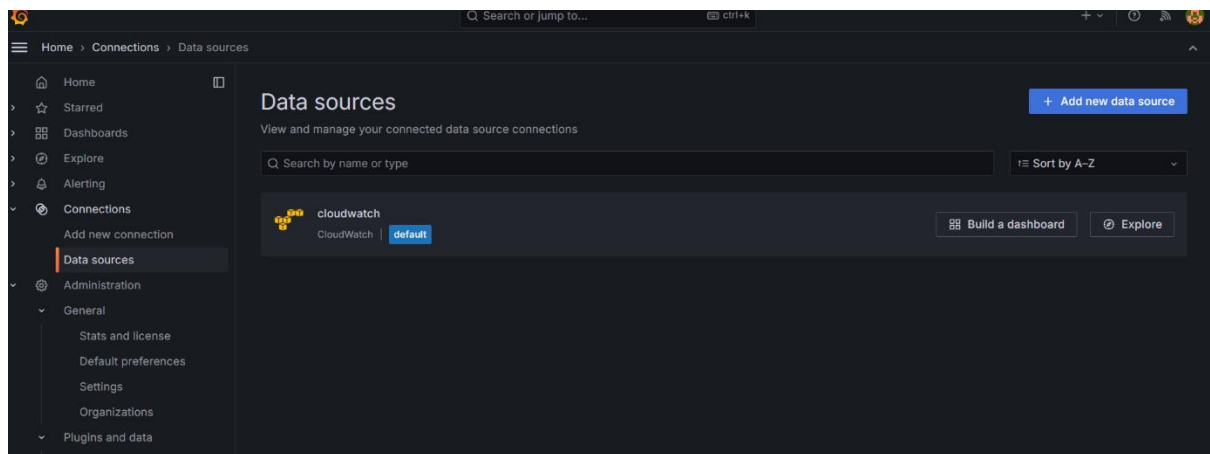 Search or jump to... ctrl+k
Home › Connections › Data sources
Home
Starred
Dashboards
Explore
Alerting
Connections
Add new connection
Data sources
Administration
General
Stats and license
Default preferences
Settings
Organizations
Plugins and data
Data sources
+ Add new data source
View and manage your connected data source connections
Search by name or type
Sort by A–Z
cloudwatch
CloudWatch | default
Build a dashboard
Explore